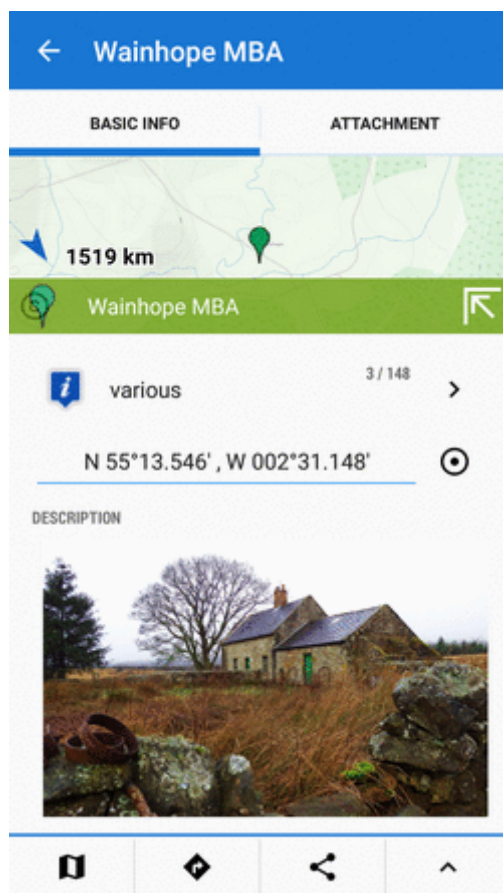 Wainhope MBA
BASIC INFO ATTACHMENT
1519 km
Wainhope MBA
i various 3 / 148
N 55°13.546' , W 002°31.148'
DESCRIPTION